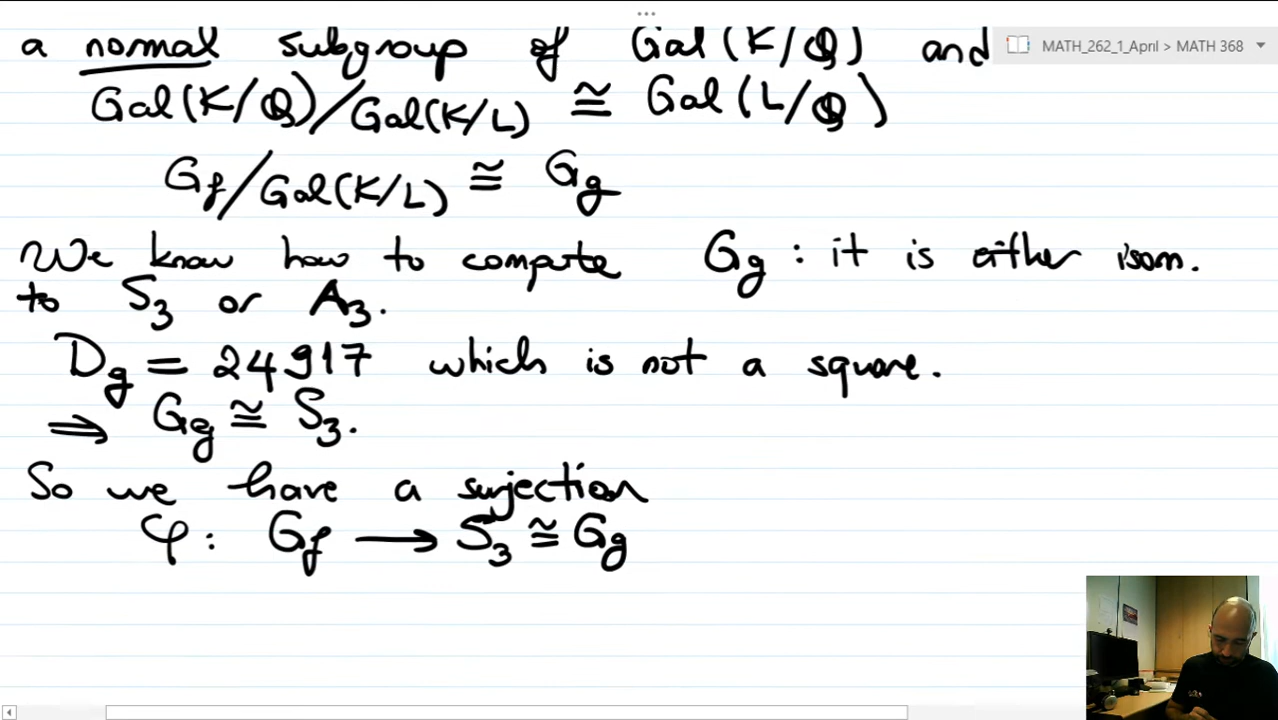 a normal subgroup of Gal(K/ℚ) and
MATH_262_1_April > MATH 368
Gal(K/ℚ)/Gal(K/L) ≅ Gal(L/ℚ)
G_f/Gal(K/L) ≅ G_g
We know how to compute G_g : it is either isom.
to S_3 or A_3.
D_g = 24917 which is not a square.
⇒ G_g ≅ S_3.
So we have a surjection
φ: G_f → S_3 ≅ G_g